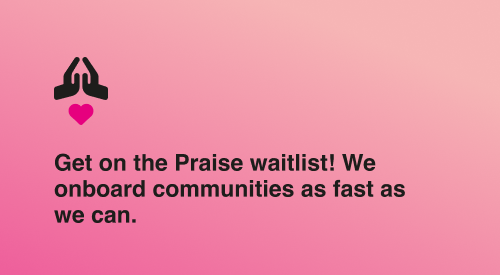 Get on the Praise waitlist! We
onboard communities as fast as
we can.